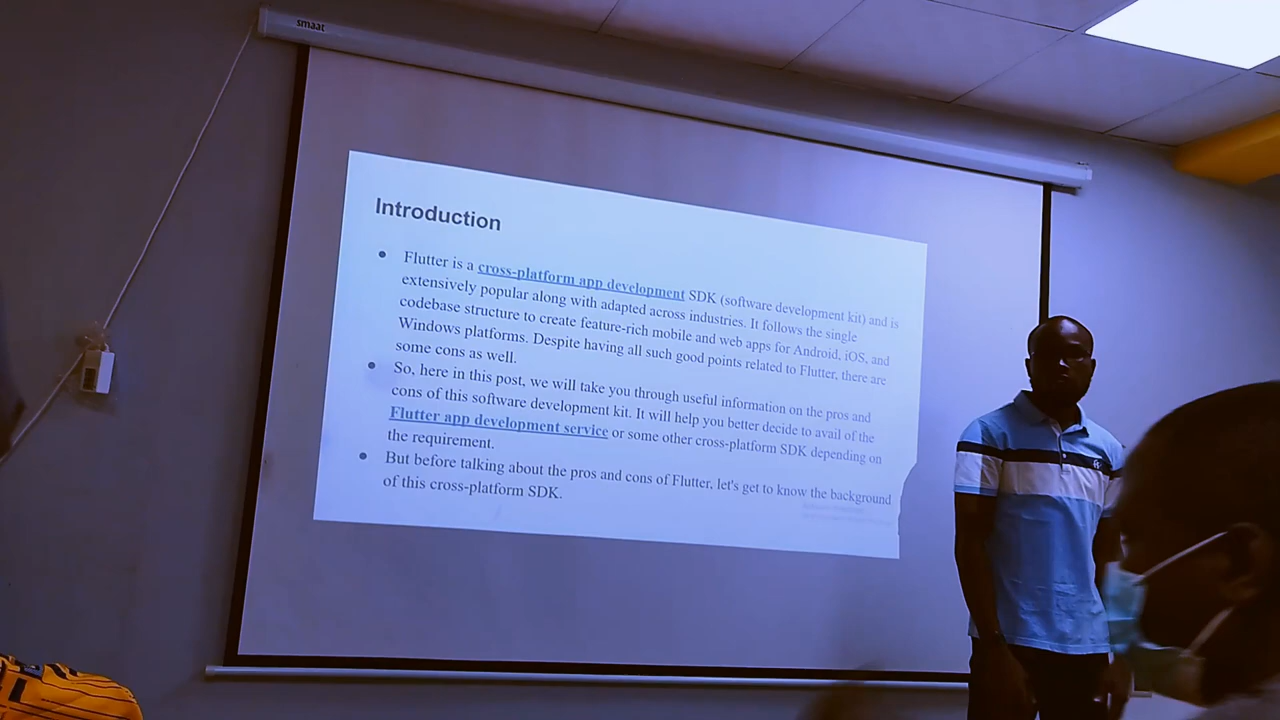 smaat
Introduction
• Flutter is a cross-platform app development SDK (software development kit) and is
extensively popular along with adapted across industries. It follows the single
codebase structure to create feature-rich mobile and web apps for Android, iOS, and
Windows platforms. Despite having all such good points related to Flutter, there are
some cons as well.
• So, here in this post, we will take you through useful information on the pros and
cons of this software development kit. It will help you better decide to avail of the
Flutter app development service or some other cross-platform SDK depending on
the requirement.
• But before talking about the pros and cons of Flutter, let's get to know the background
of this cross-platform SDK.